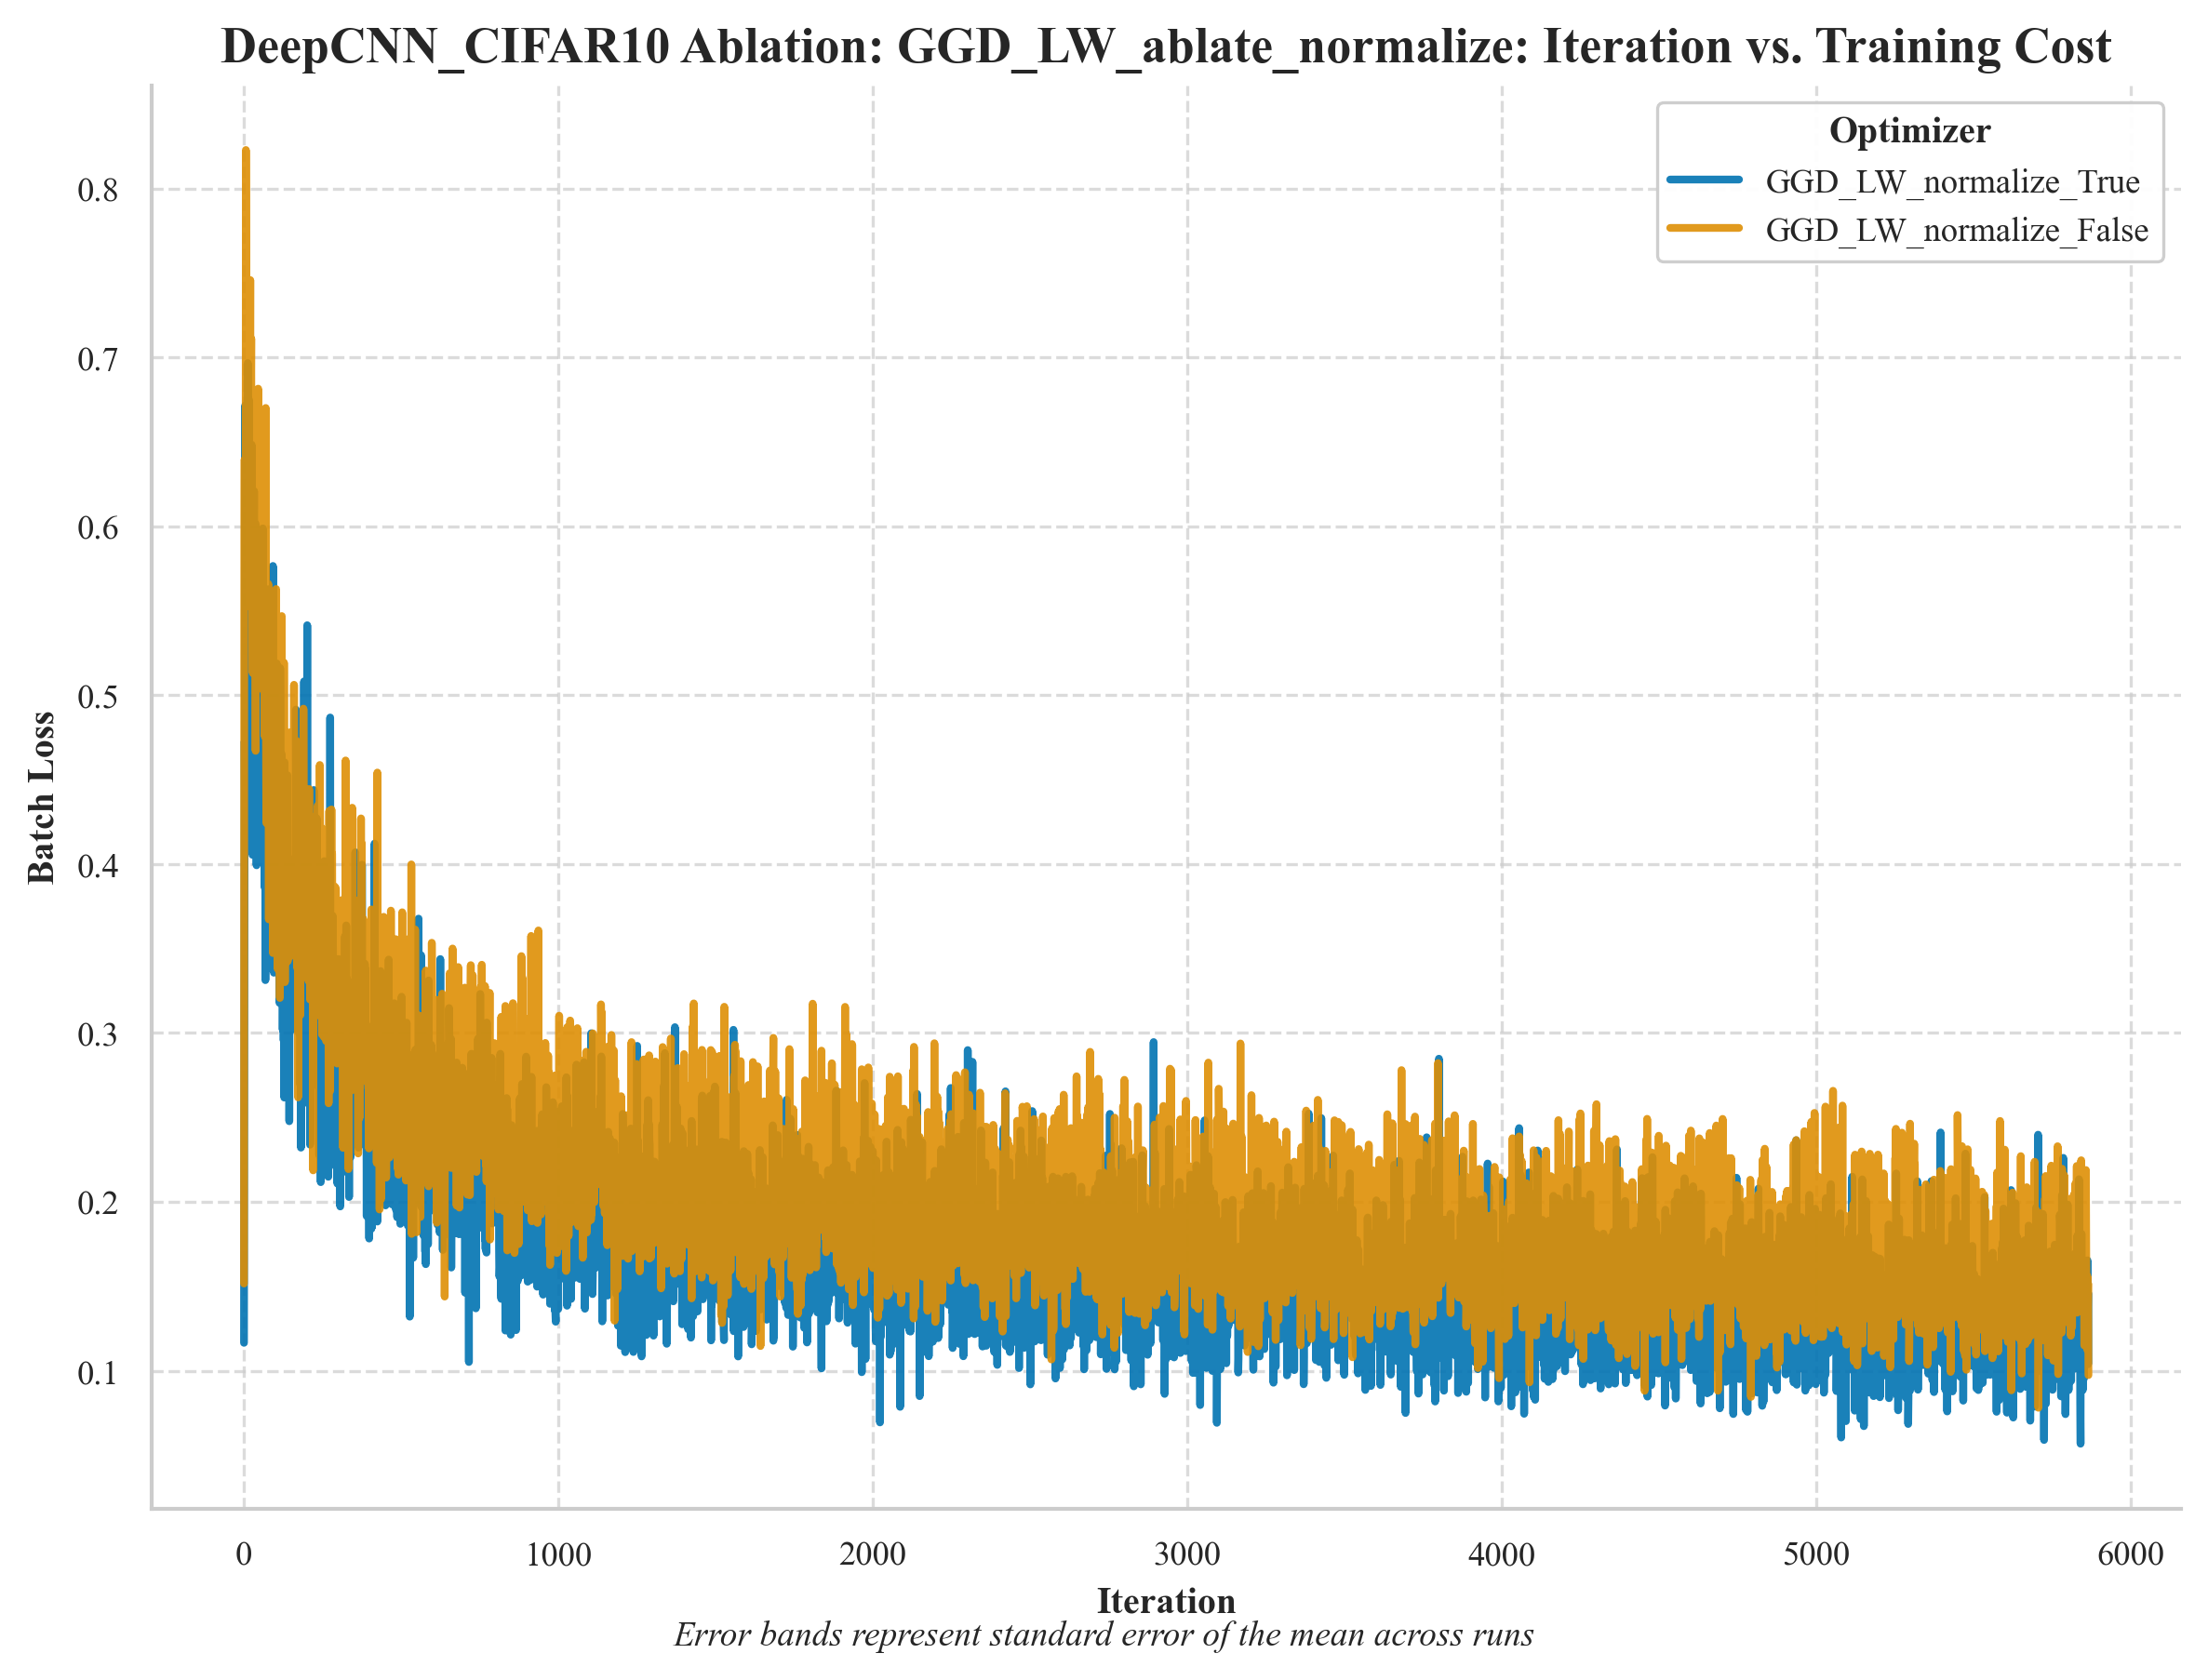 DeepCNN_CIFAR10 Ablation: GGD_LW_ablate_normalize: Iteration vs. Training Cost
Optimizer
GGD_LW_normalize_True
GGD_LW_normalize_False
Batch Loss
0.8
0.7
0.6
0.5
0.4
0.3
0.2
0.1
0 1000 2000 3000 4000 5000 6000
Iteration
Error bands represent standard error of the mean across runs